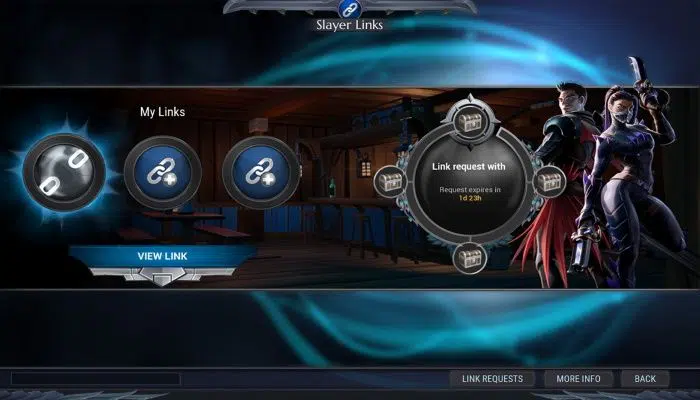 Slayer Links
My Links
Link request with
Request expires in
1d 23h
VIEW LINK
LINK REQUESTS
MORE INFO
BACK